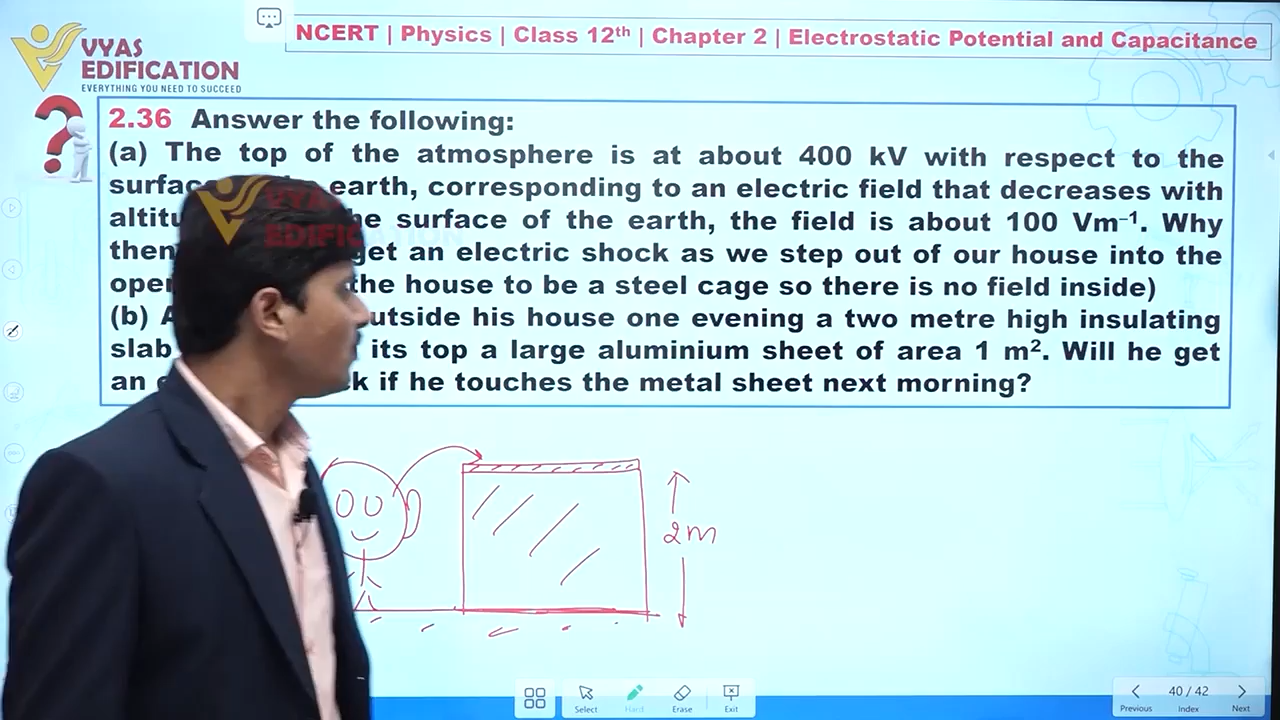 NCERT | Physics | Class 12th | Chapter 2 | Electrostatic Potential and Capacitance
VYAS
EDIFICATION
EVERYTHING YOU NEED TO SUCCEED
2.36 Answer the following:
(a) The top of the atmosphere is at about 400 kV with respect to the
earth, corresponding to an electric field that decreases with
surface of the earth, the field is about 100 Vm⁻¹. Why
then get an electric shock as we step out of our house into the
the house to be a steel cage so there is no field inside)
(b) his house one evening a two metre high insulating
slab its top a large aluminium sheet of area 1 m². Will he get
an if he touches the metal sheet next morning?
VYAS
2m
Select
Hard
Erase
Exit
Previous
40 / 42
Index
Next